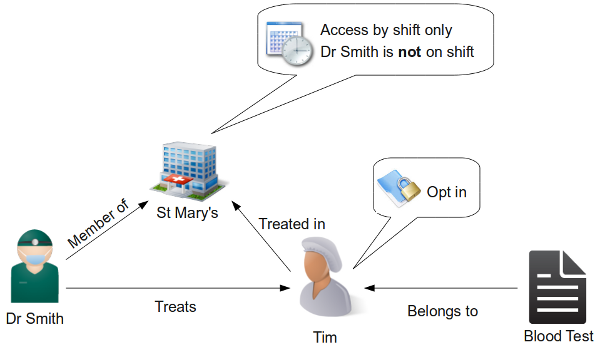 Access by shift only
Dr Smith is not on shift
Opt in
Member of
St Mary's
Treated in
Dr Smith
Treats
Tim
Belongs to
Blood Test